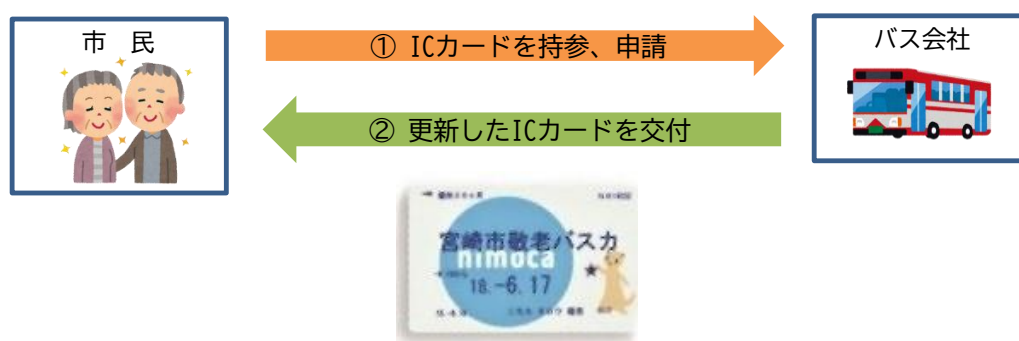 市 民
① ICカードを持参、申請
バス会社
② 更新したICカードを交付
宮崎市敬老バスカ
nimoca
18.-6.17